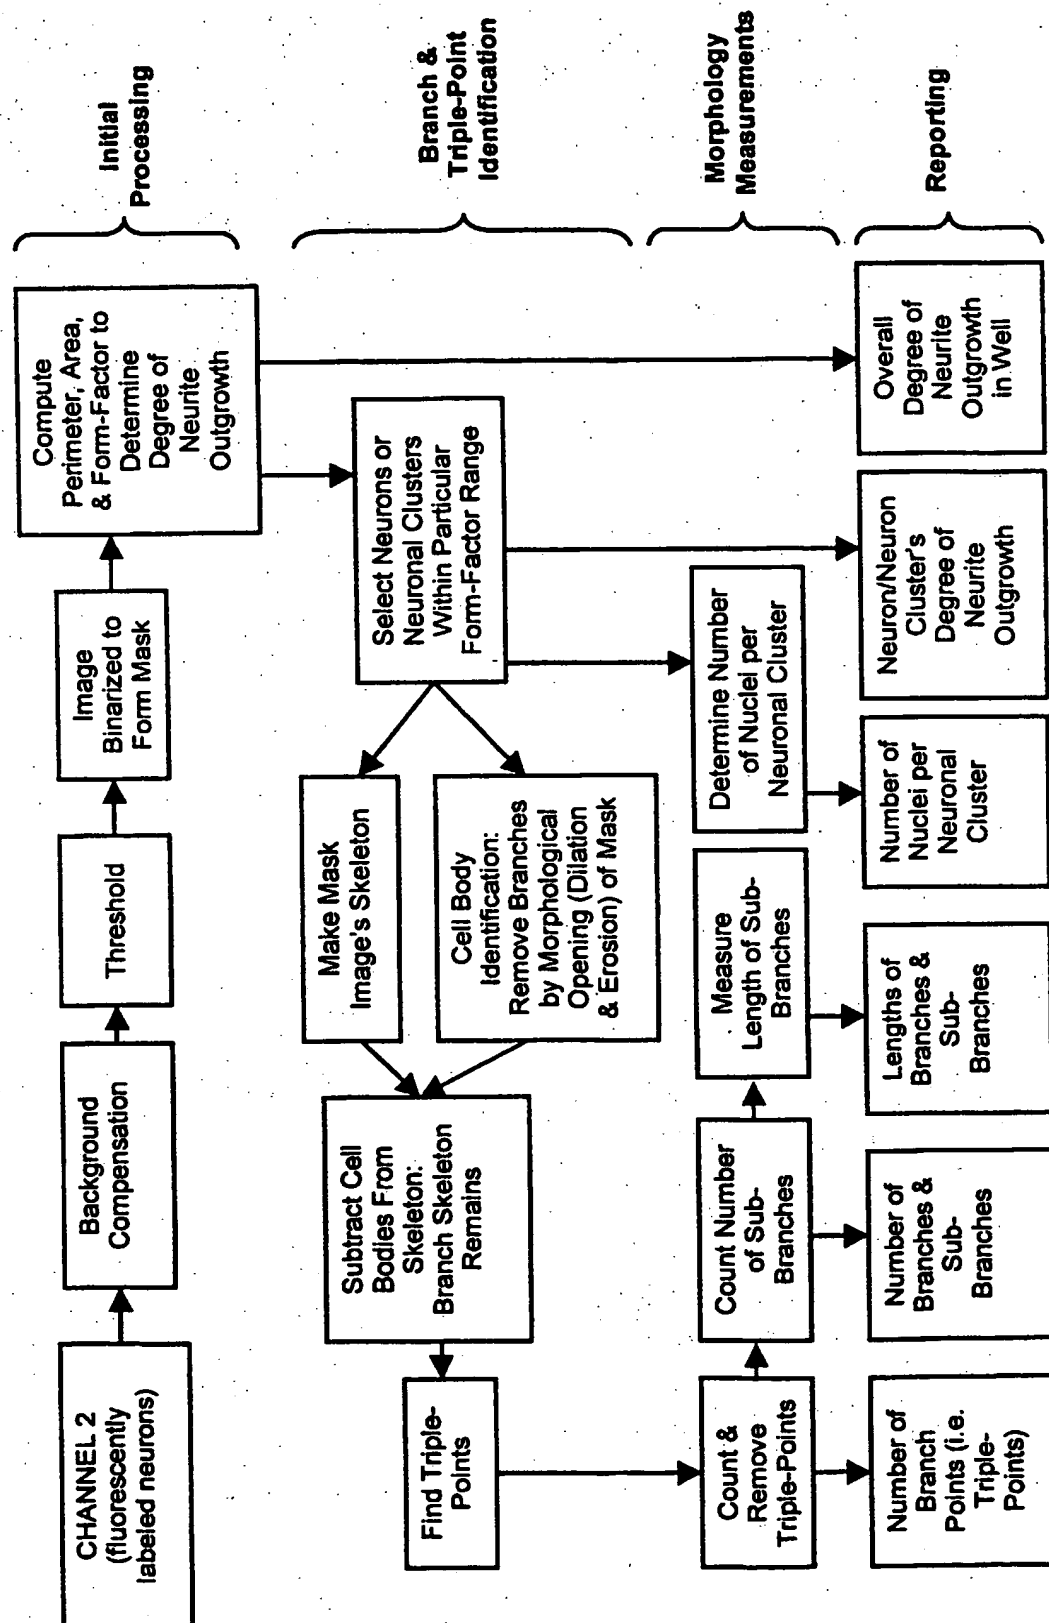 CHANNEL 2
(fluorescently
labeled neurons)
Background
Compensation
Threshold
Image
Binarized to
Form Mask
Compute
Perimeter, Area,
& Form-Factor to
Determine
Degree of
Neurite
Outgrowth
Initial
Processing
Find Triple-
Points
Subtract Cell
Bodies From
Skeleton:
Branch Skeleton
Remains
Make Mask
Image's Skeleton
Cell Body
Identification:
Remove Branches
by Morphological
Opening (Dilation
& Erosion) of Mask
Select Neurons or
Neuronal Clusters
Within Particular
Form-Factor Range
Branch &
Triple-Point
Identification
Count &
Remove
Triple-Points
Count Number
of Sub-
Branches
Measure
Length of Sub-
Branches
Determine Number
of Nuclei per
Neuronal Cluster
Morphology
Measurements
Number of
Branch
Points (i.e.
Triple-
Points)
Number of
Branches &
Sub-
Branches
Lengths of
Branches &
Sub-
Branches
Number of
Nuclei per
Neuronal
Cluster
Neuron/Neuron
Cluster's
Degree of
Neurite
Outgrowth
Overall
Degree of
Neurite
Outgrowth
in Well
Reporting